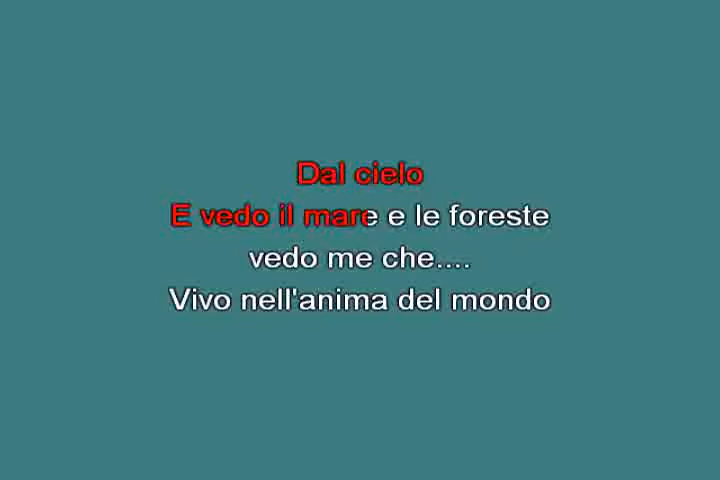 Dal cielo
E vedo il mare e le foreste
vedo me che....
Vivo nell'anima del mondo